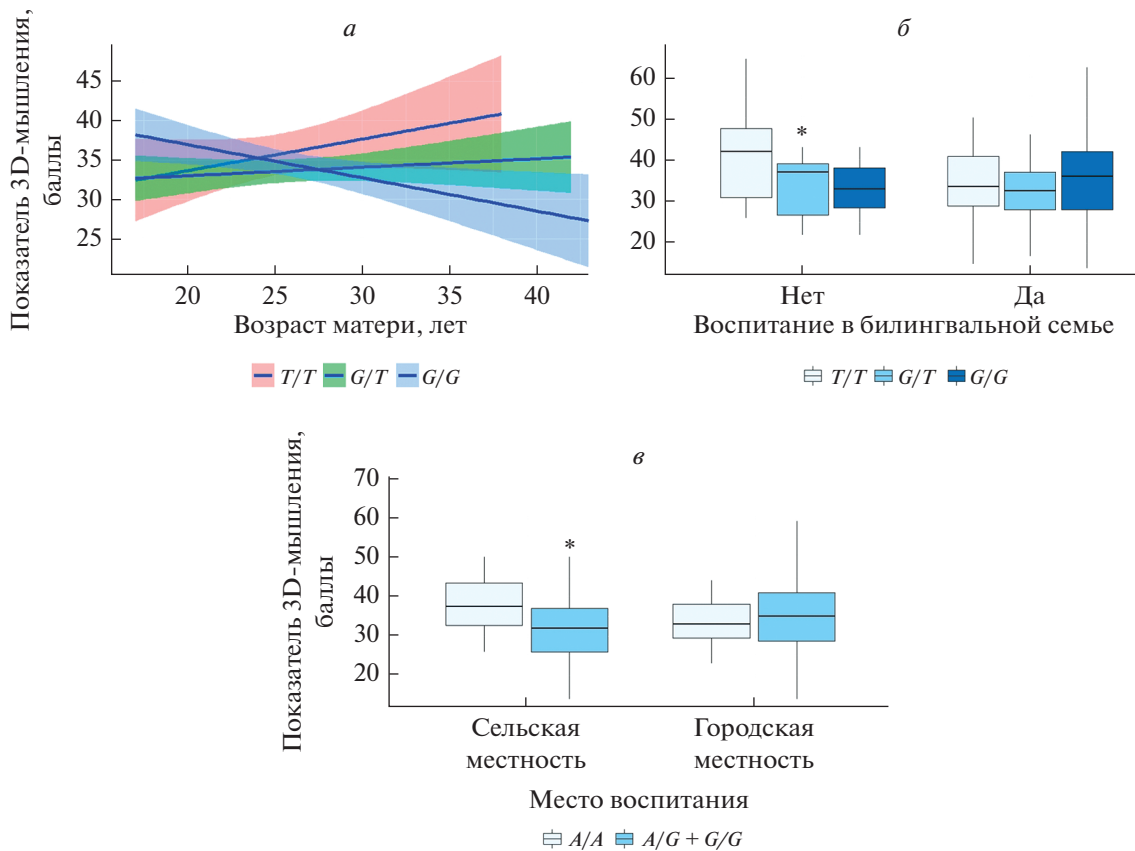 а
Показатель 3D-мышления,
баллы
45
40
35
30
25
20 25 30 35 40
Возраст матери, лет
T/T G/T G/G
б
60
50
40
30
20
*
Нет Да
Воспитание в билингвальной семье
T/T G/T G/G
в
Показатель 3D-мышления,
баллы
70
60
50
40
30
20
*
Сельская
местность
Городская
местность
Место воспитания
A/A A/G + G/G